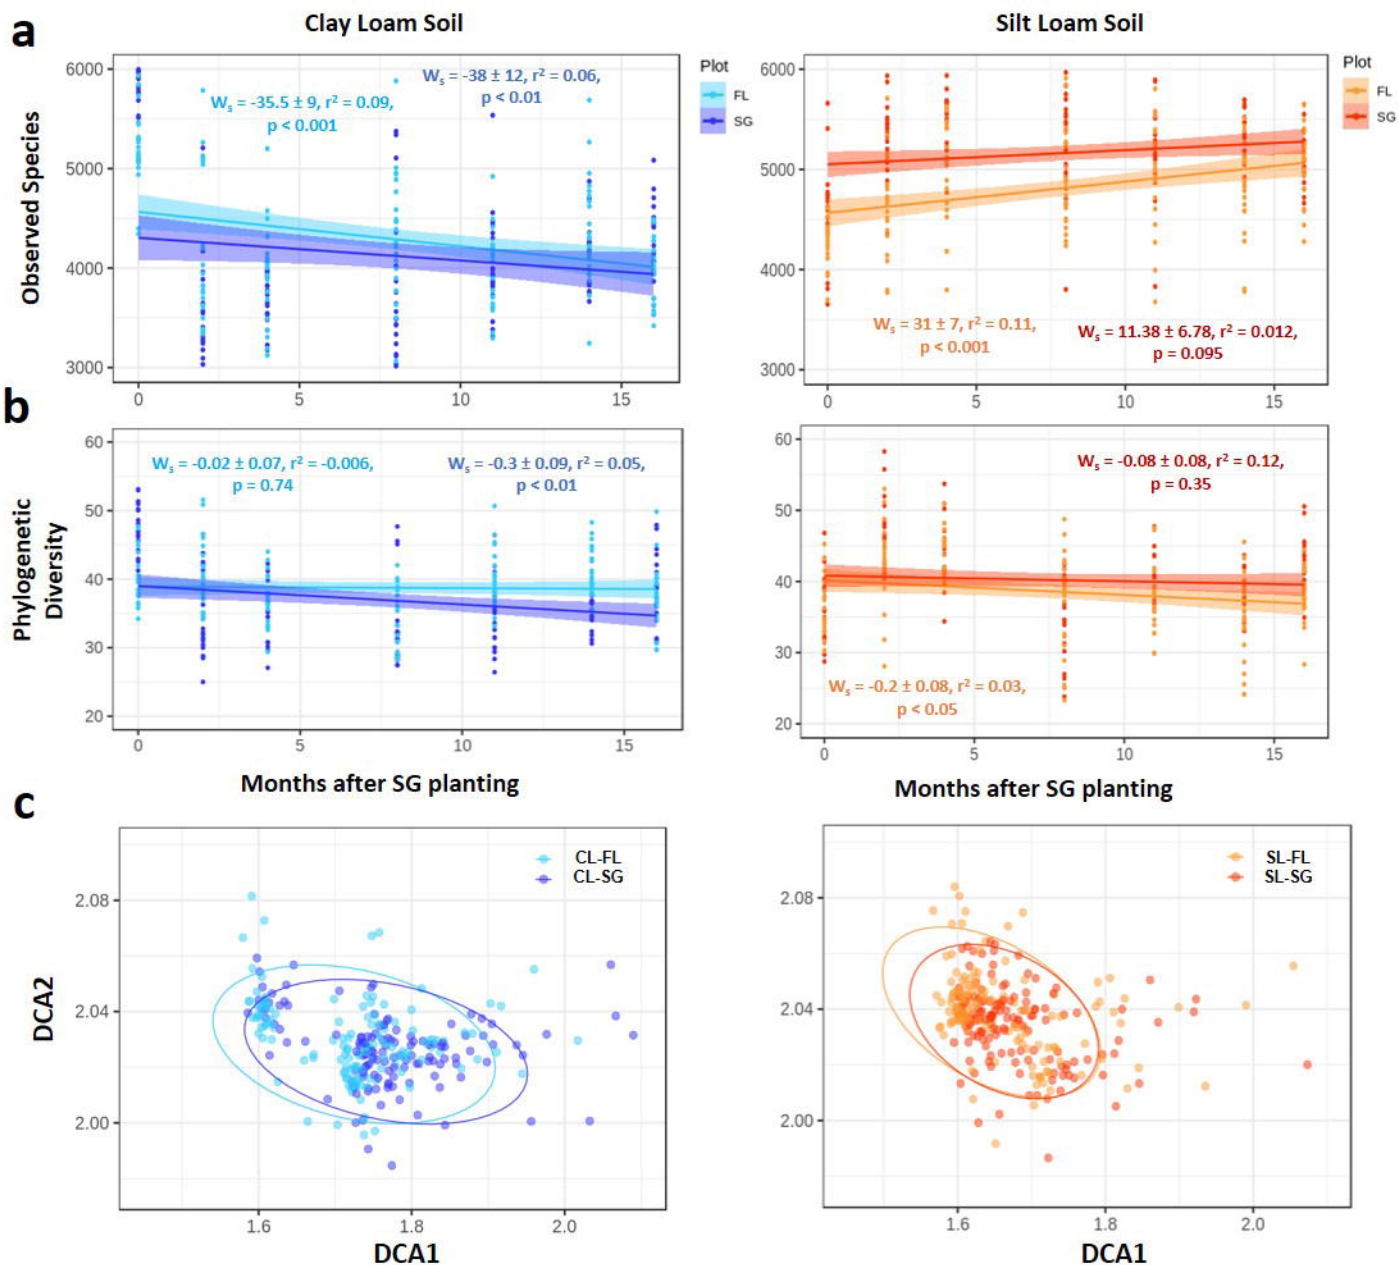 a
Clay Loam Soil
Silt Loam Soil
Observed Species
6000
5000
4000
3000
Ws = -35.5 ± 9, r² = 0.09,
p < 0.001
Ws = -38 ± 12, r² = 0.06,
p < 0.01
Plot
FL
SG
0
5
10
15
6000
5000
4000
3000
Ws = 31 ± 7, r² = 0.11,
p < 0.001
Ws = 11.38 ± 6.78, r² = 0.012,
p = 0.095
Plot
FL
SG
0
5
10
15
b
Phylogenetic
Diversity
60
50
40
30
20
Ws = -0.02 ± 0.07, r² = -0.006,
p = 0.74
Ws = -0.3 ± 0.09, r² = 0.05,
p < 0.01
0
5
10
15
Months after SG planting
60
50
40
30
20
Ws = -0.08 ± 0.08, r² = 0.12,
p = 0.35
Ws = -0.2 ± 0.08, r² = 0.03,
p < 0.05
0
5
10
15
Months after SG planting
c
DCA2
2.08
2.04
2.00
CL-FL
CL-SG
1.6
1.8
2.0
DCA1
2.08
2.04
2.00
SL-FL
SL-SG
1.6
1.8
2.0
DCA1